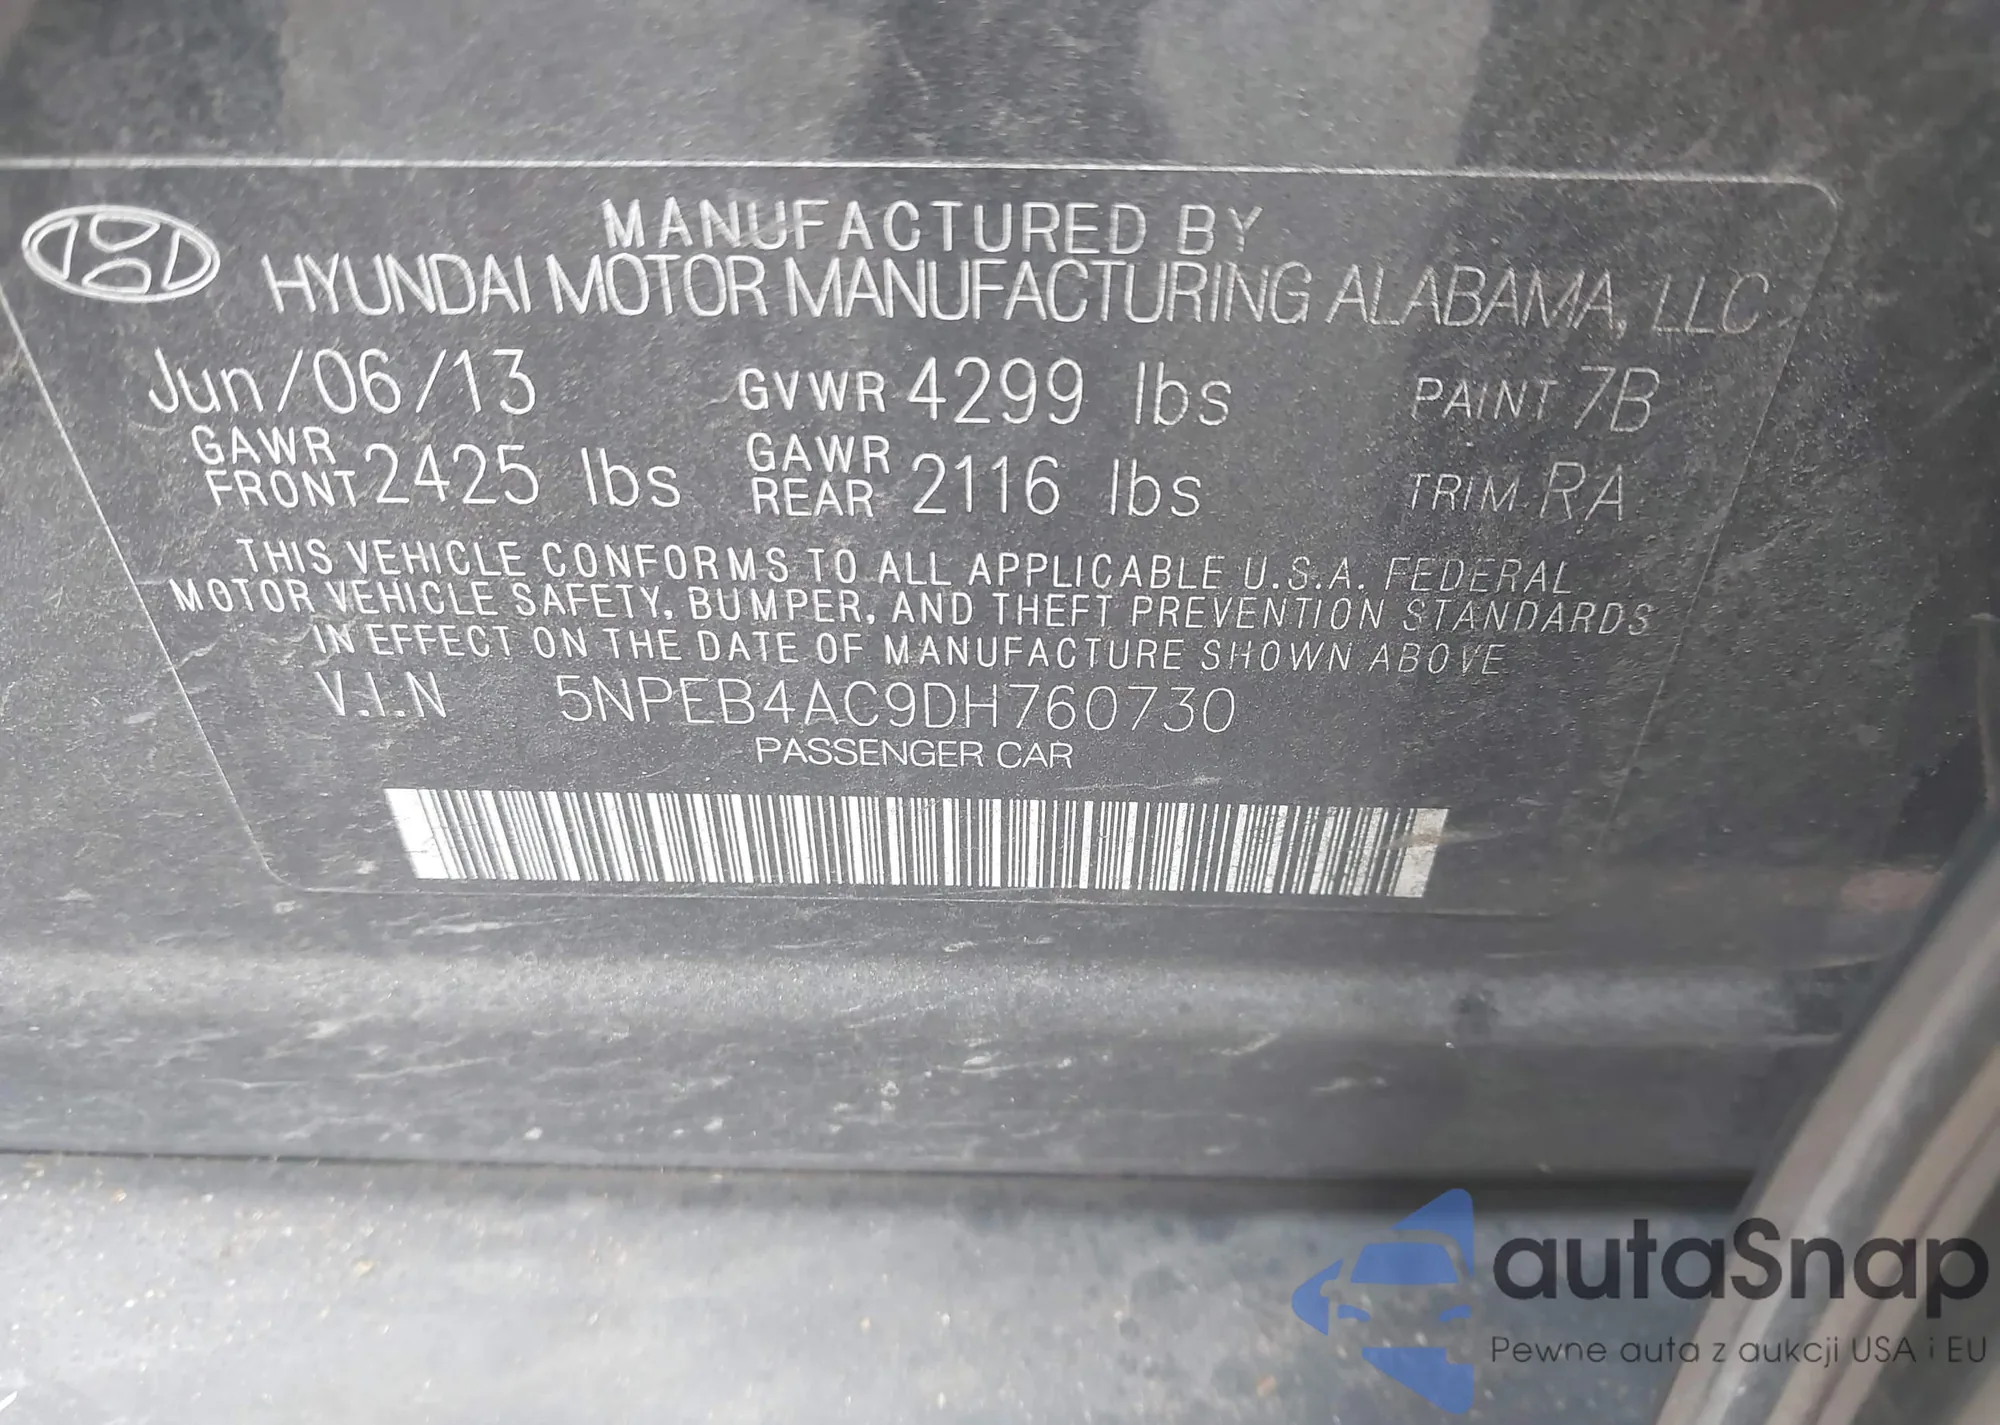 MANUFACTURED BY
HYUNDAI MOTOR MANUFACTURING ALABAMA, LLC
Jun/06/13 GVWR 4299 lbs PAINT 7B
GAWR FRONT 2425 lbs GAWR REAR 2116 lbs TRIM RA
THIS VEHICLE CONFORMS TO ALL APPLICABLE U.S.A. FEDERAL
MOTOR VEHICLE SAFETY, BUMPER, AND THEFT PREVENTION STANDARDS
IN EFFECT ON THE DATE OF MANUFACTURE SHOWN ABOVE
V.I.N 5NPEB4AC9DH760730
PASSENGER CAR
autaSnap
Pewne auta z aukcji USA i EU